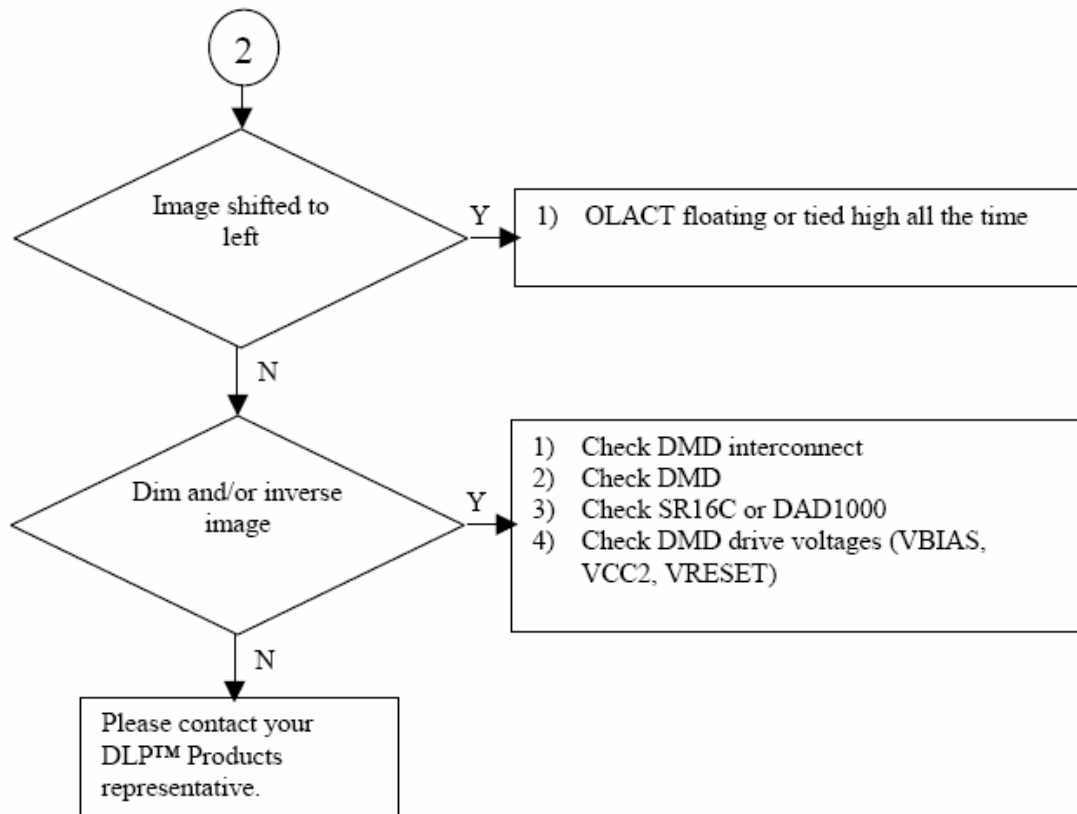 2
Image shifted to
left
Y
1) OLACT floating or tied high all the time
N
Dim and/or inverse
image
Y
1) Check DMD interconnect
2) Check DMD
3) Check SR16C or DAD1000
4) Check DMD drive voltages (VBIAS,
VCC2, VRESET)
N
Please contact your
DLP™ Products
representative.